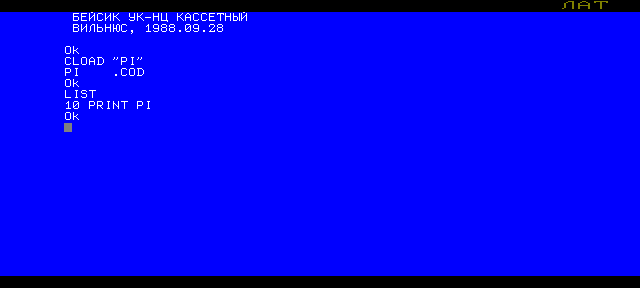 ЛАТ
БЕЙСИК УК-НЦ КАССЕТНЫЙ
ВИЛЬНЮС, 1988.09.28
Ok
CLOAD "PI"
PI    .COD
Ok
LIST
10 PRINT PI
Ok